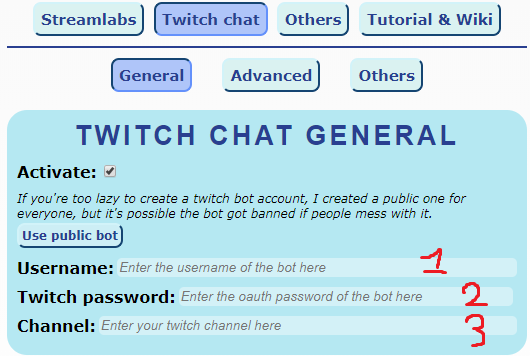 Streamlabs Twitch chat Others Tutorial & Wiki
General Advanced Others
TWITCH CHAT GENERAL
Activate:
If you're too lazy to create a twitch bot account, I created a public one for
everyone, but it's possible the bot got banned if people mess with it.
Use public bot
Username: Enter the username of the bot here 1
Twitch password: Enter the oauth password of the bot here 2
Channel: Enter your twitch channel here 3